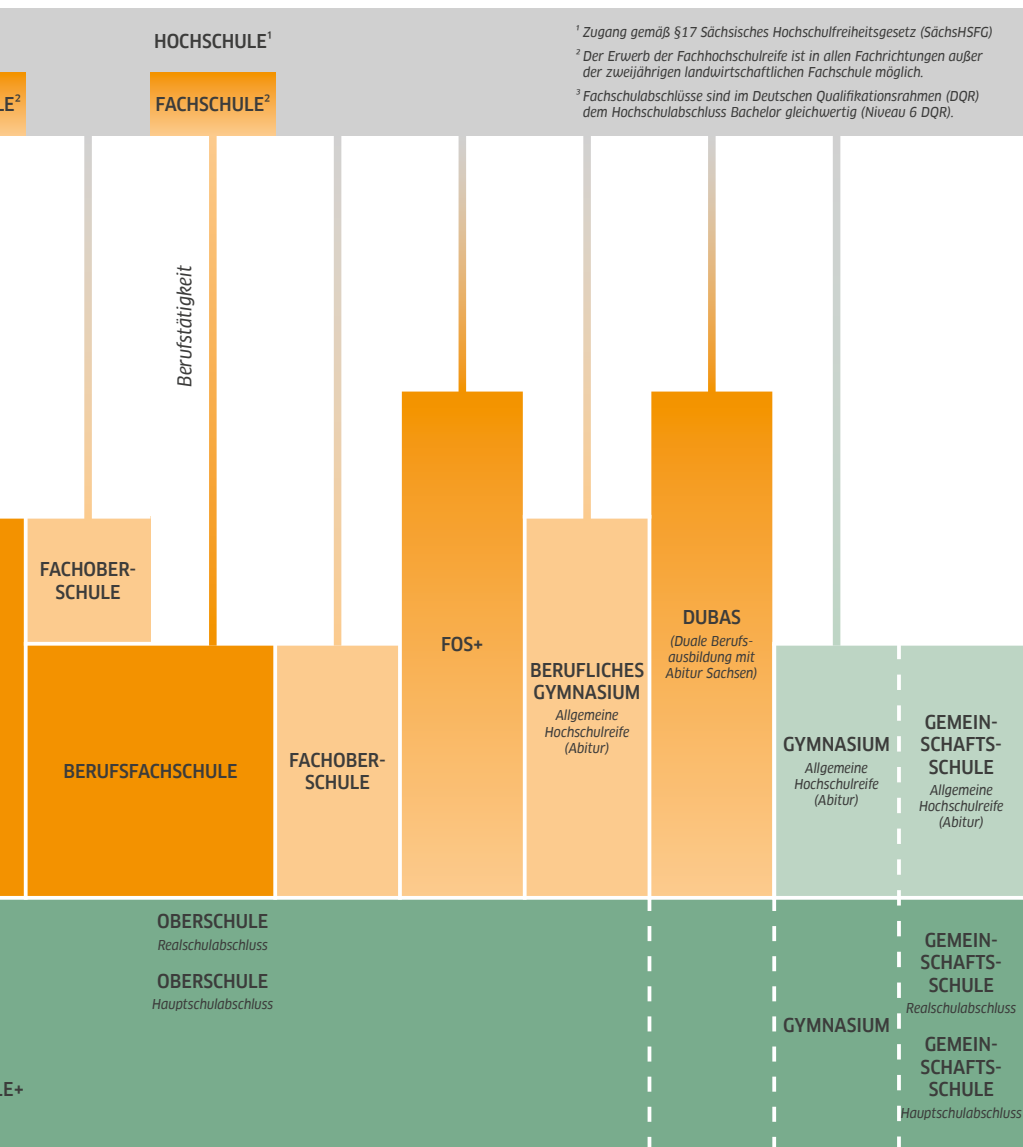 HOCHSCHULE¹
¹ Zugang gemäß §17 Sächsisches Hochschulfreiheitsgesetz (SächsHSFG)
² Der Erwerb der Fachhochschulreife ist in allen Fachrichtungen außer
der zweijährigen landwirtschaftlichen Fachschule möglich.
³ Fachschulabschlüsse sind im Deutschen Qualifikationsrahmen (DQR)
dem Hochschulabschluss Bachelor gleichwertig (Niveau 6 DQR).
LE²
FACHSCHULE²
Berufstätigkeit
FACHOBER-
SCHULE
BERUFSFACHSCHULE
FACHOBER-
SCHULE
FOS+
BERUFLICHES
GYMNASIUM
Allgemeine
Hochschulreife
(Abitur)
DUBAS
(Duale Berufs-
ausbildung mit
Abitur Sachsen)
GYMNASIUM
Allgemeine
Hochschulreife
(Abitur)
GEMEIN-
SCHAFTS-
SCHULE
Allgemeine
Hochschulreife
(Abitur)
OBERSCHULE
Realschulabschluss
OBERSCHULE
Hauptschulabschluss
LE+
GYMNASIUM
GEMEIN-
SCHAFTS-
SCHULE
Realschulabschluss
GEMEIN-
SCHAFTS-
SCHULE
Hauptschulabschluss